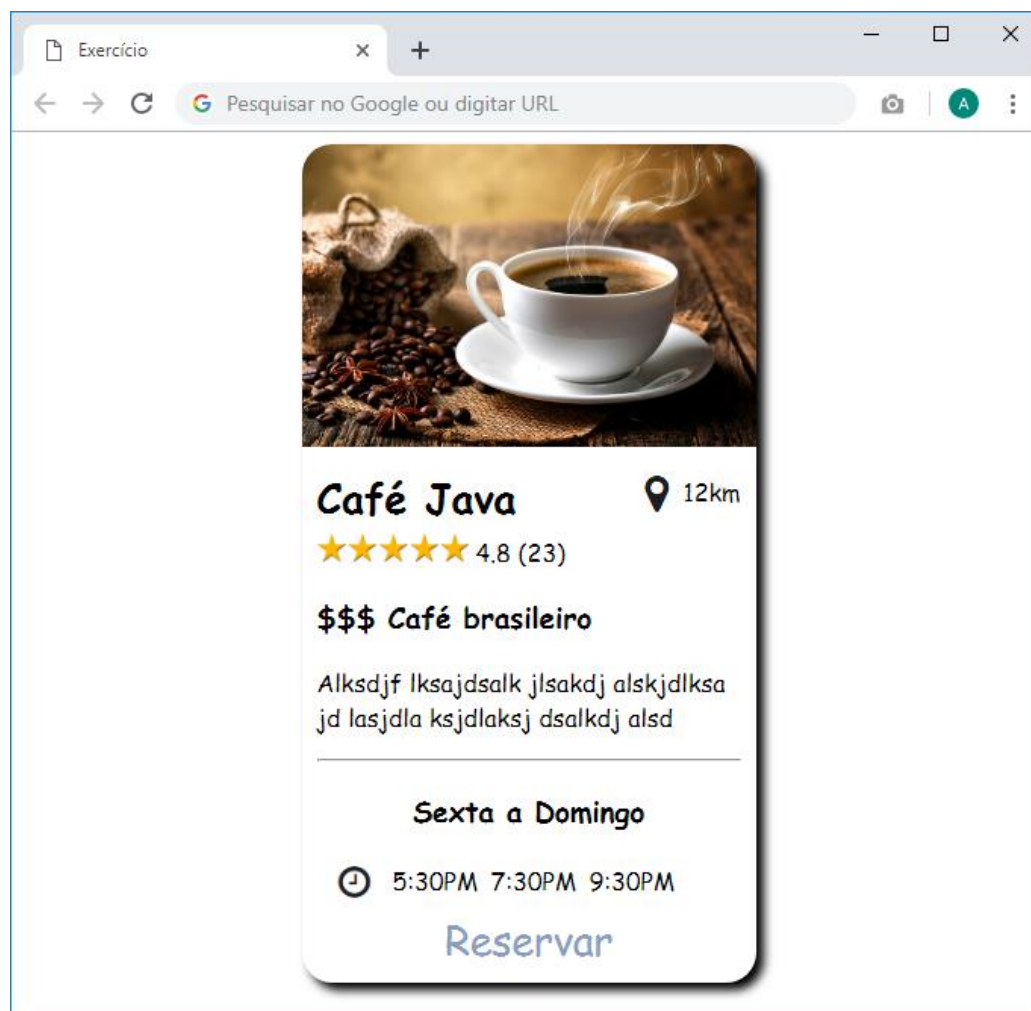 Exercício
Pesquisar no Google ou digitar URL
A
Café Java
12km
4.8 (23)
$$$ Café brasileiro
Alksdjf lksajdsalk jlsakdj alskjdlksa
jd lasjdla ksjdlaksj dsalkdj alsd
Sexta a Domingo
5:30PM 7:30PM 9:30PM
Reservar